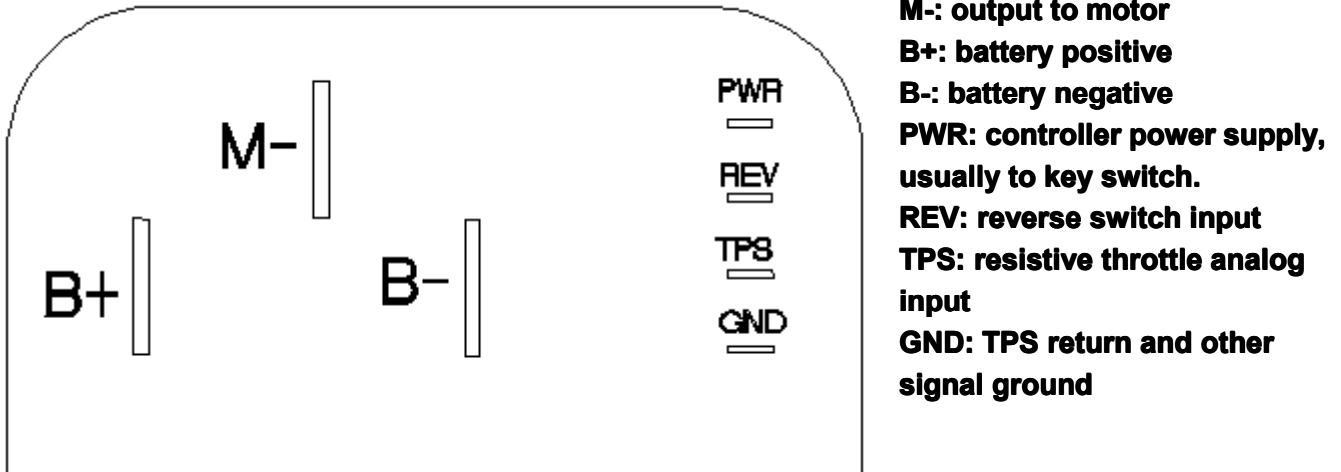 M-
B+
B-
PWR
REV
TPS
GND
M-: output to motor
B+: battery positive
B-: battery negative
PWR: controller power supply,
usually to key switch.
REV: reverse switch input
TPS: resistive throttle analog
input
GND: TPS return and other
signal ground